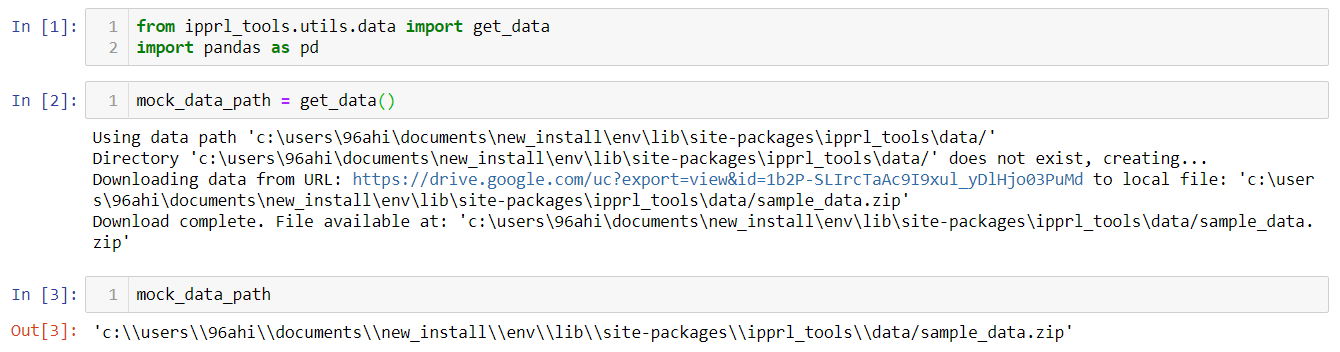 In [1]: 1 from ipprl_tools.utils.data import get_data
2 import pandas as pd
In [2]: 1 mock_data_path = get_data()
Using data path 'c:\users\96ahi\documents\new_install\env\lib\site-packages\ipprl_tools\data/'
Directory 'c:\users\96ahi\documents\new_install\env\lib\site-packages\ipprl_tools\data/' does not exist, creating...
Downloading data from URL: https://drive.google.com/uc?export=view&id=1b2P-SLIrcTaAc9I9xul_yDlHjo03PuMd to local file: 'c:\user
s\96ahi\documents\new_install\env\lib\site-packages\ipprl_tools\data/sample_data.zip'
Download complete. File available at: 'c:\users\96ahi\documents\new_install\env\lib\site-packages\ipprl_tools\data/sample_data.
zip'
In [3]: 1 mock_data_path
Out[3]: 'c:\\users\\96ahi\\documents\\new_install\\env\\lib\\site-packages\\ipprl_tools\\data/sample_data.zip'